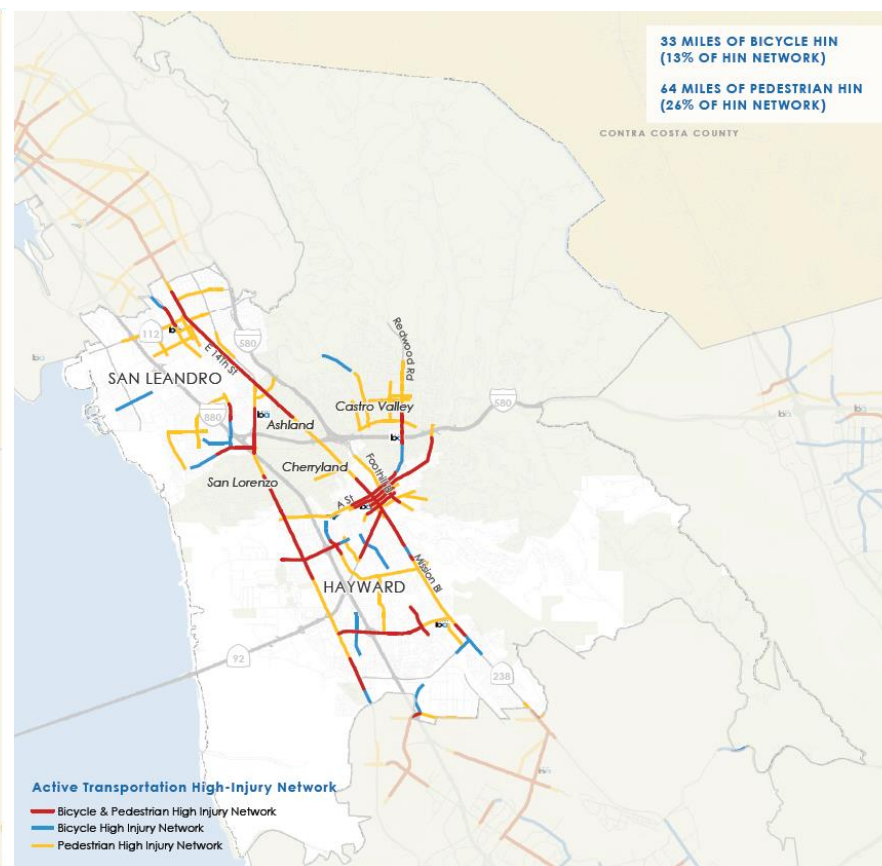 33 MILES OF BICYCLE HIN
(13% OF HIN NETWORK)
64 MILES OF PEDESTRIAN HIN
(26% OF HIN NETWORK)
CONTRA COSTA COUNTY
Redwood Rd
112
580
E 14th St
SAN LEANDRO
Castro Valley
580
880
Ashland
Cherryland
Foothill
San Lorenzo
A St
Mission Bl
HAYWARD
92
238
Active Transportation High-Injury Network
Bicycle & Pedestrian High Injury Network
Bicycle High Injury Network
Pedestrian High Injury Network